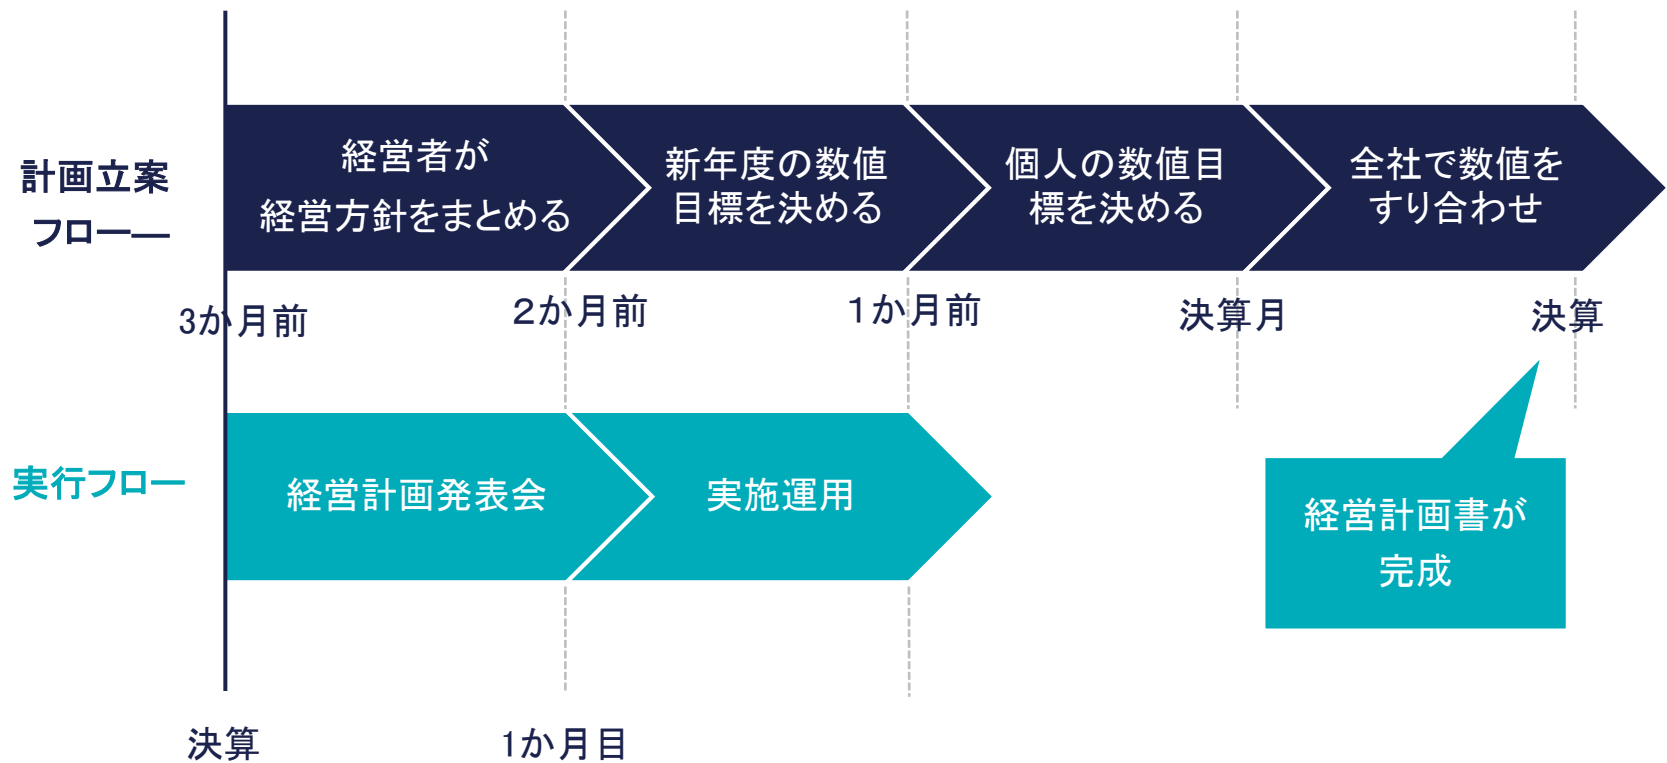 計画立案
フロー―
経営者が
経営方針をまとめる
新年度の数値
目標を決める
個人の数値目
標を決める
全社で数値を
すり合わせ
3か月前
２か月前
１か月前
決算月
決算
実行フロー
経営計画発表会
実施運用
経営計画書が
完成
決算
1か月目